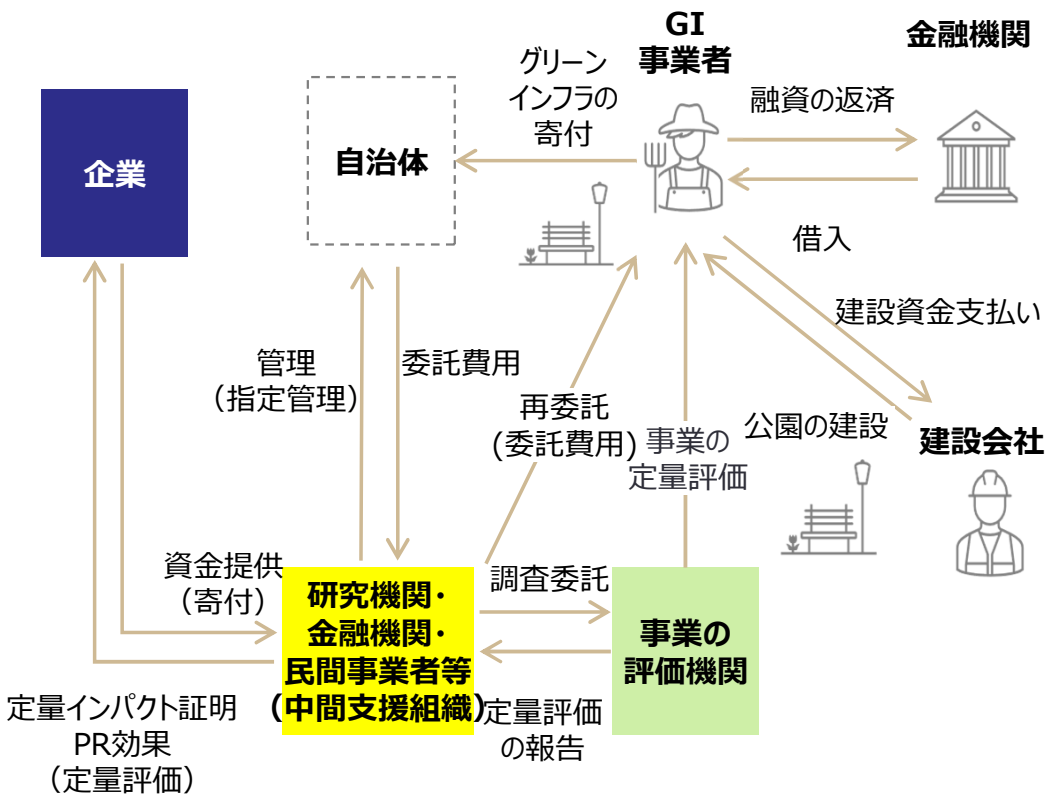 GI
事業者
金融機関
グリーン
インフラの
寄付
融資の返済
企業
自治体
借入
建設資金支払い
管理
（指定管理）
委託費用
再委託
(委託費用)
事業の
定量評価
公園の建設
建設会社
資金提供
（寄付）
調査委託
研究機関・
金融機関・
民間事業者等
（中間支援組織）
事業の
評価機関
定量インパクト証明
PR効果
（定量評価）
定量評価
の報告